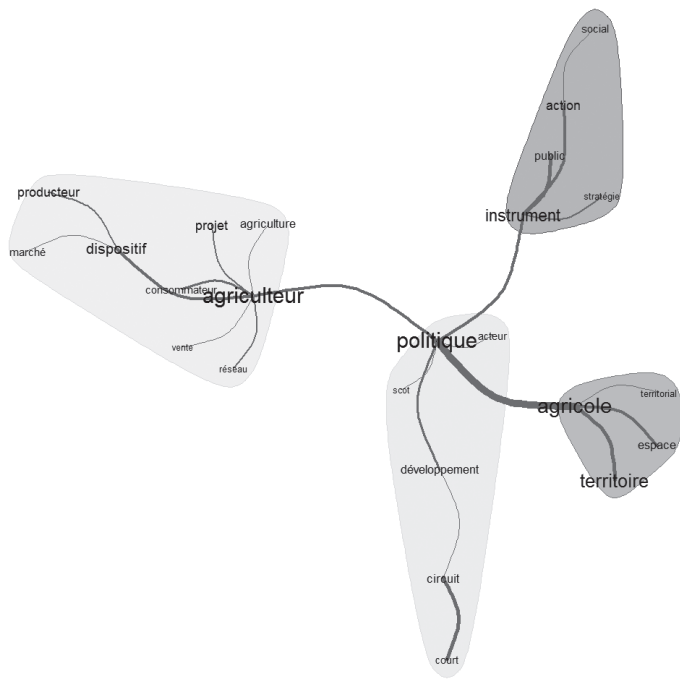 social
action
public
producteur
stratégie
instrument
projet
agriculture
dispositif
marché
consommateur
agriculteur
politique
acteur
vente
réseau
scot
territorial
agricole
espace
développement
territoire
circuit
court